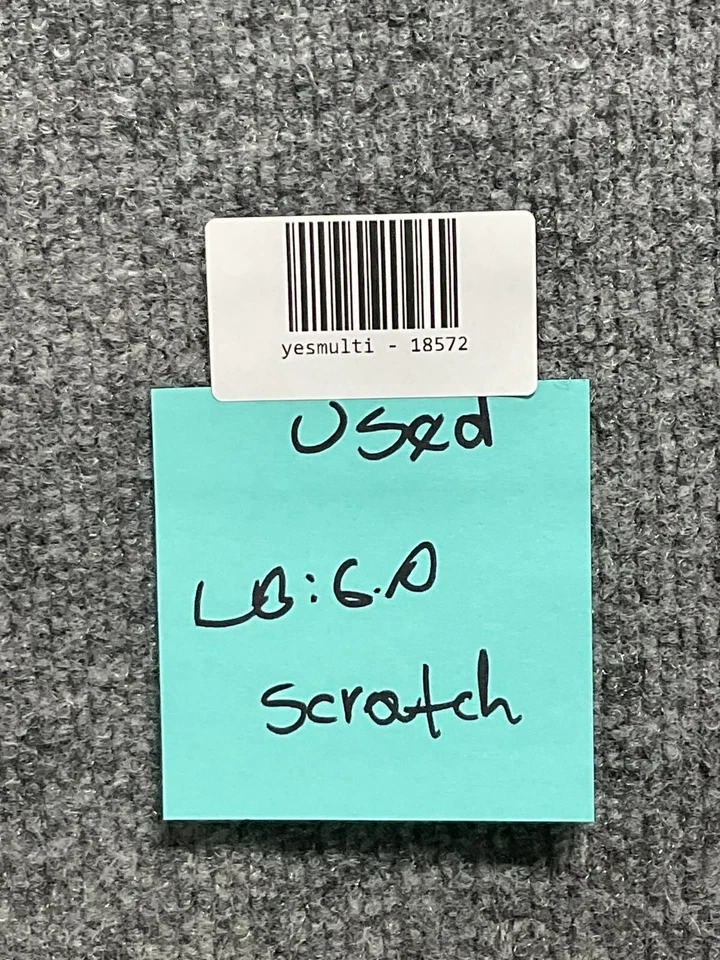 yesmulti - 18572
Used
LB:6.0
scratch